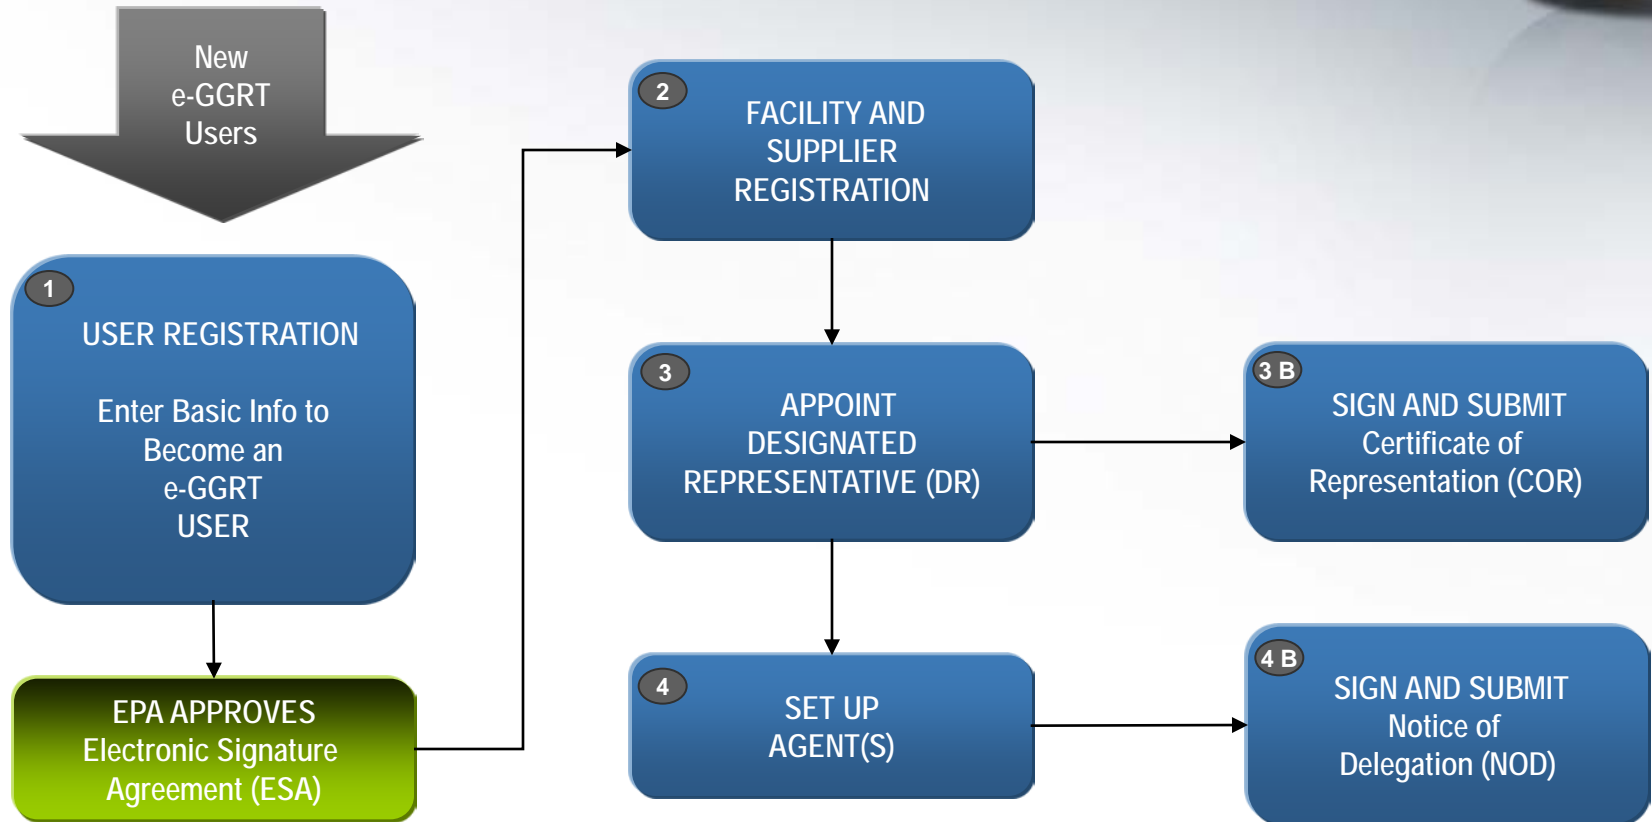 New
e-GGRT
Users
1
USER REGISTRATION
Enter Basic Info to
Become an
e-GGRT
USER
EPA APPROVES
Electronic Signature
Agreement (ESA)
2
FACILITY AND
SUPPLIER
REGISTRATION
3
APPOINT
DESIGNATED
REPRESENTATIVE (DR)
3 B
SIGN AND SUBMIT
Certificate of
Representation (COR)
4
SET UP
AGENT(S)
4 B
SIGN AND SUBMIT
Notice of
Delegation (NOD)